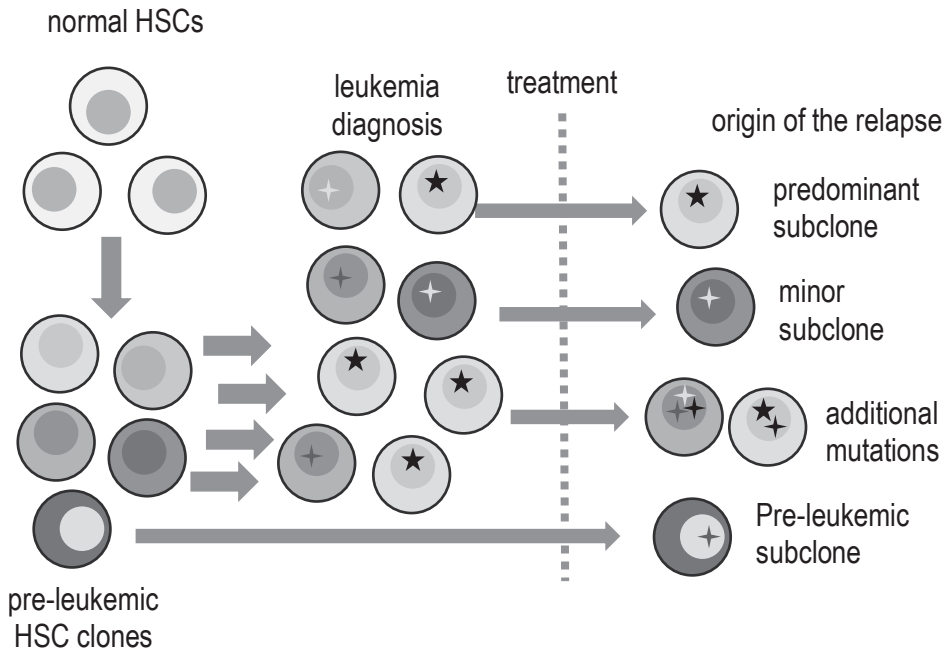 normal HSCs
leukemia
diagnosis
treatment
origin of the relapse
predominant
subclone
minor
subclone
additional
mutations
Pre-leukemic
subclone
pre-leukemic
HSC clones